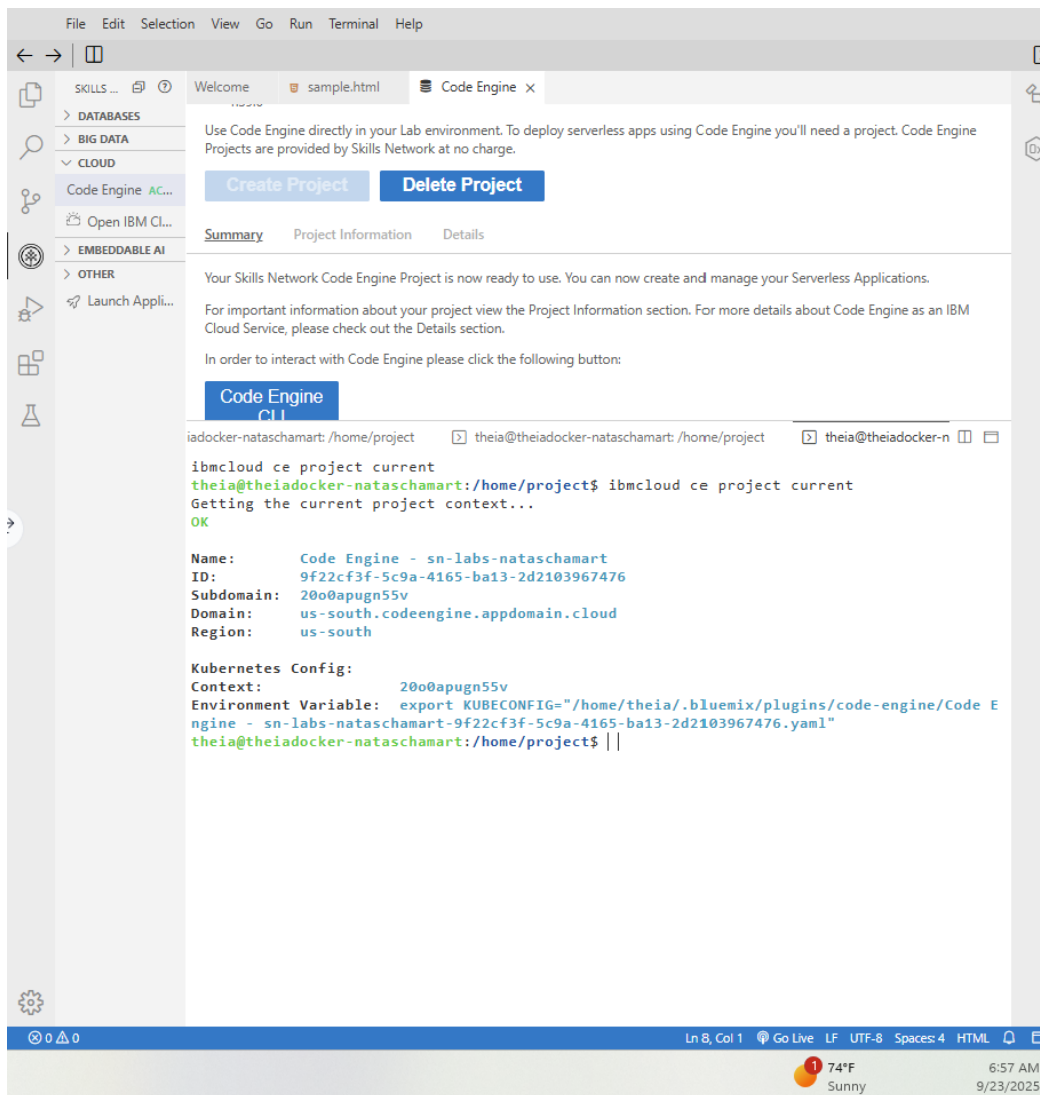 File Edit Selection View Go Run Terminal Help
SKILLS ...
Welcome sample.html Code Engine
DATABASES
BIG DATA
CLOUD
Code Engine AC...
Open IBM Cl...
EMBEDDABLE AI
OTHER
Launch Appli...
Use Code Engine directly in your Lab environment. To deploy serverless apps using Code Engine you'll need a project. Code Engine
Projects are provided by Skills Network at no charge.
Create Project Delete Project
Summary Project Information Details
Your Skills Network Code Engine Project is now ready to use. You can now create and manage your Serverless Applications.
For important information about your project view the Project Information section. For more details about Code Engine as an IBM
Cloud Service, please check out the Details section.
In order to interact with Code Engine please click the following button:
Code Engine
CLI
iadocker-nataschamart: /home/project theia@theiadocker-nataschamart: /home/project theia@theiadocker-n
ibmcloud ce project current
theia@theiadocker-nataschamart:/home/project$ ibmcloud ce project current
Getting the current project context...
OK
Name: Code Engine - sn-labs-nataschamart
ID: 9f22cf3f-5c9a-4165-ba13-2d2103967476
Subdomain: 20o0apugn55v
Domain: us-south.codeengine.appdomain.cloud
Region: us-south
Kubernetes Config:
Context: 20o0apugn55v
Environment Variable: export KUBECONFIG="/home/theia/.bluemix/plugins/code-engine/Code E
ngine - sn-labs-nataschamart-9f22cf3f-5c9a-4165-ba13-2d2103967476.yaml"
theia@theiadocker-nataschamart:/home/project$
0 0 Ln 8, Col 1 Go Live LF UTF-8 Spaces: 4 HTML
1 74°F 6:57 AM
Sunny 9/23/2025